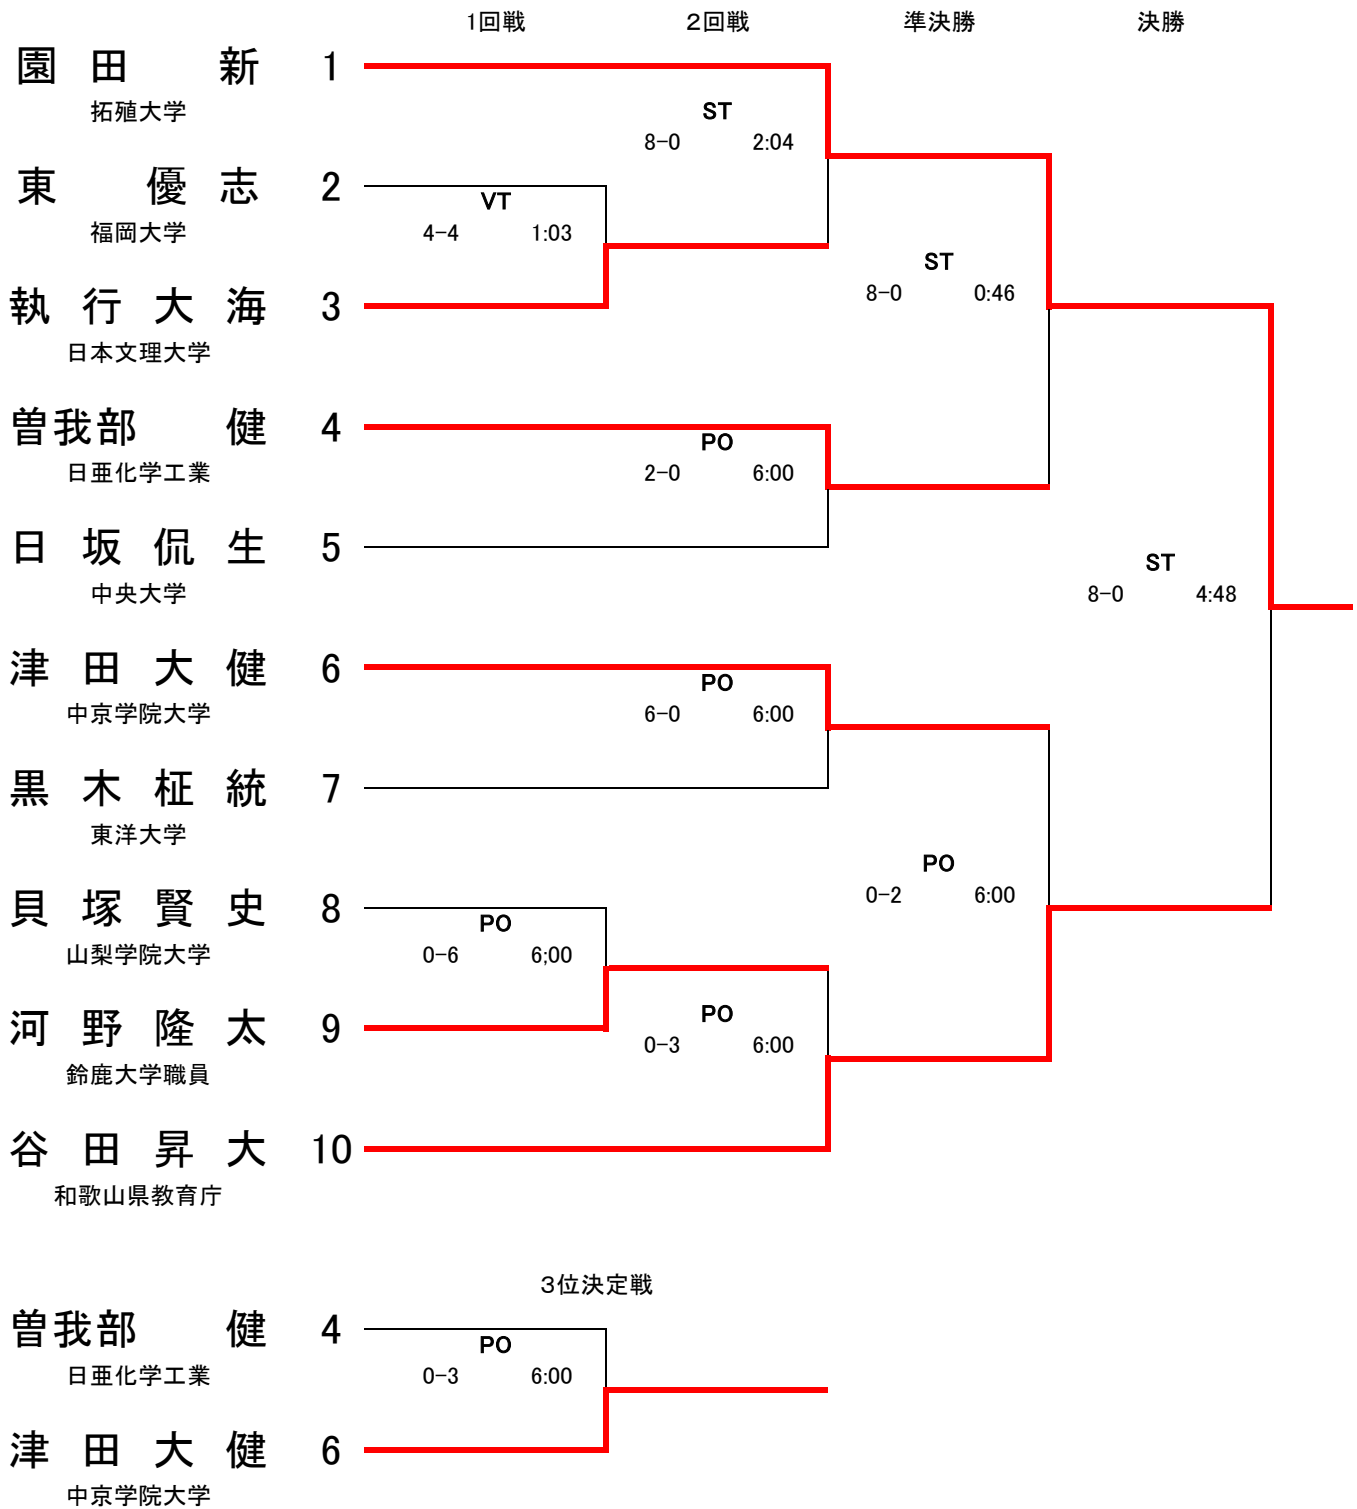 1回戦 2回戦 準決勝 決勝
園田 新 1
拓殖大学
ST
8-0 2:04
東 優志 2
福岡大学
VT
4-4 1:03
執行大海 3
日本文理大学
ST
8-0 0:46
曽我部 健 4
日亜化学工業
PO
2-0 6:00
日坂侃生 5
中央大学
ST
8-0 4:48
津田大健 6
中京学院大学
PO
6-0 6:00
黒木柾統 7
東洋大学
PO
0-2 6:00
貝塚賢史 8
山梨学院大学
PO
0-6 6;00
河野隆太 9
鈴鹿大学職員
PO
0-3 6:00
谷田昇大 10
和歌山県教育庁
3位決定戦
曽我部 健 4
日亜化学工業
PO
0-3 6:00
津田大健 6
中京学院大学